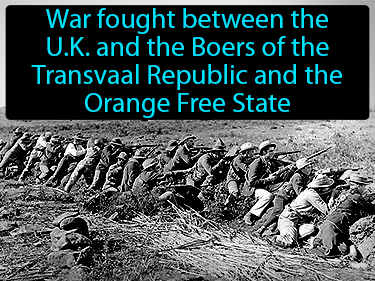 War fought between the
U.K. and the Boers of the
Transvaal Republic and the
Orange Free State